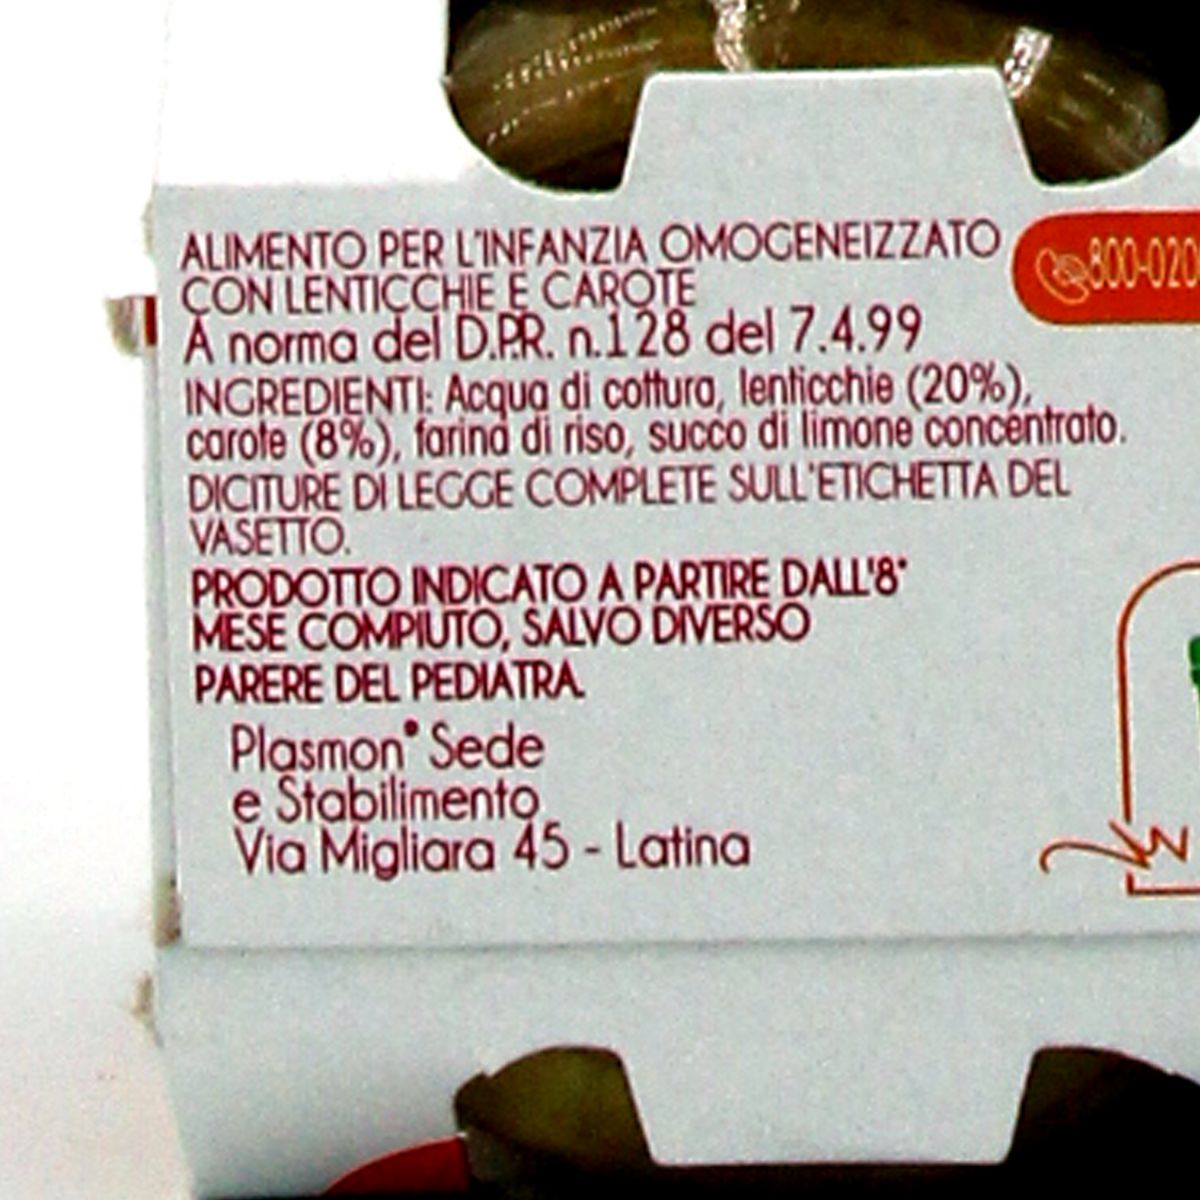 ALIMENTO PER L'INFANZIA OMOGENEIZZATO
CON LENTICCHIE E CAROTE
A norma del D.P.R. n.128 del 7.4.99
INGREDIENTI: Acqua di cottura, lenticchie (20%),
carote (8%), farina di riso, succo di limone concentrato.
DICITURE DI LEGGE COMPLETE SULL'ETICHETTA DEL
VASETTO.
PRODOTTO INDICATO A PARTIRE DALL'8°
MESE COMPIUTO, SALVO DIVERSO
PARERE DEL PEDIATRA.
Plasmon® Sede
e Stabilimento
Via Migliara 45 - Latina
800-020